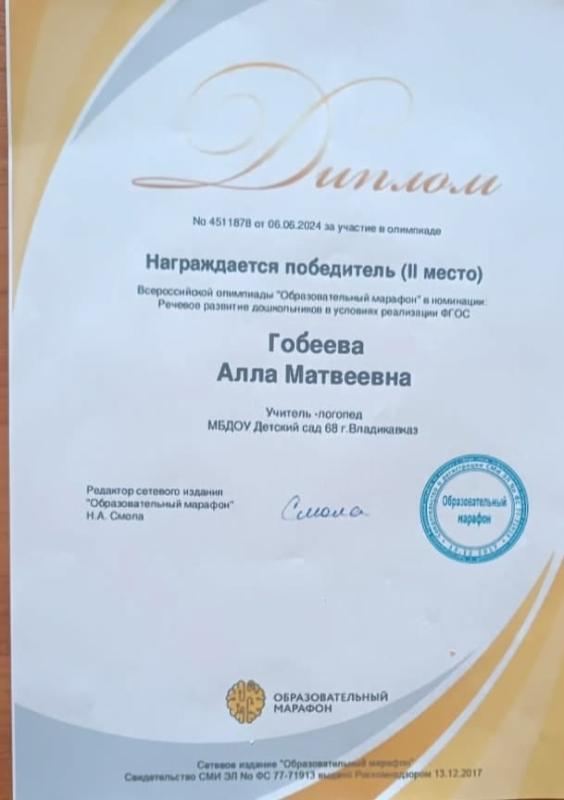 Диплом
No 4511878 от 06.06.2024 за участие в олимпиаде
Награждается победитель (II место)
Всероссийской олимпиады "Образовательный марафон" в номинации:
Речевое развитие дошкольников в условиях реализации ФГОС
Гобеева
Алла Матвеевна
Учитель -логопед
МБДОУ Детский сад 68 г.Владикавказ
Редактор сетевого издания
"Образовательный марафон"
Н.А. Смола
Смола
Образовательный
марафон
ОБРАЗОВАТЕЛЬНЫЙ
МАРАФОН
Сетевое издание "Образовательный марафон"
Свидетельство СМИ ЭЛ No ФС 77-71913 выдано Роскомнадзором 13.12.2017